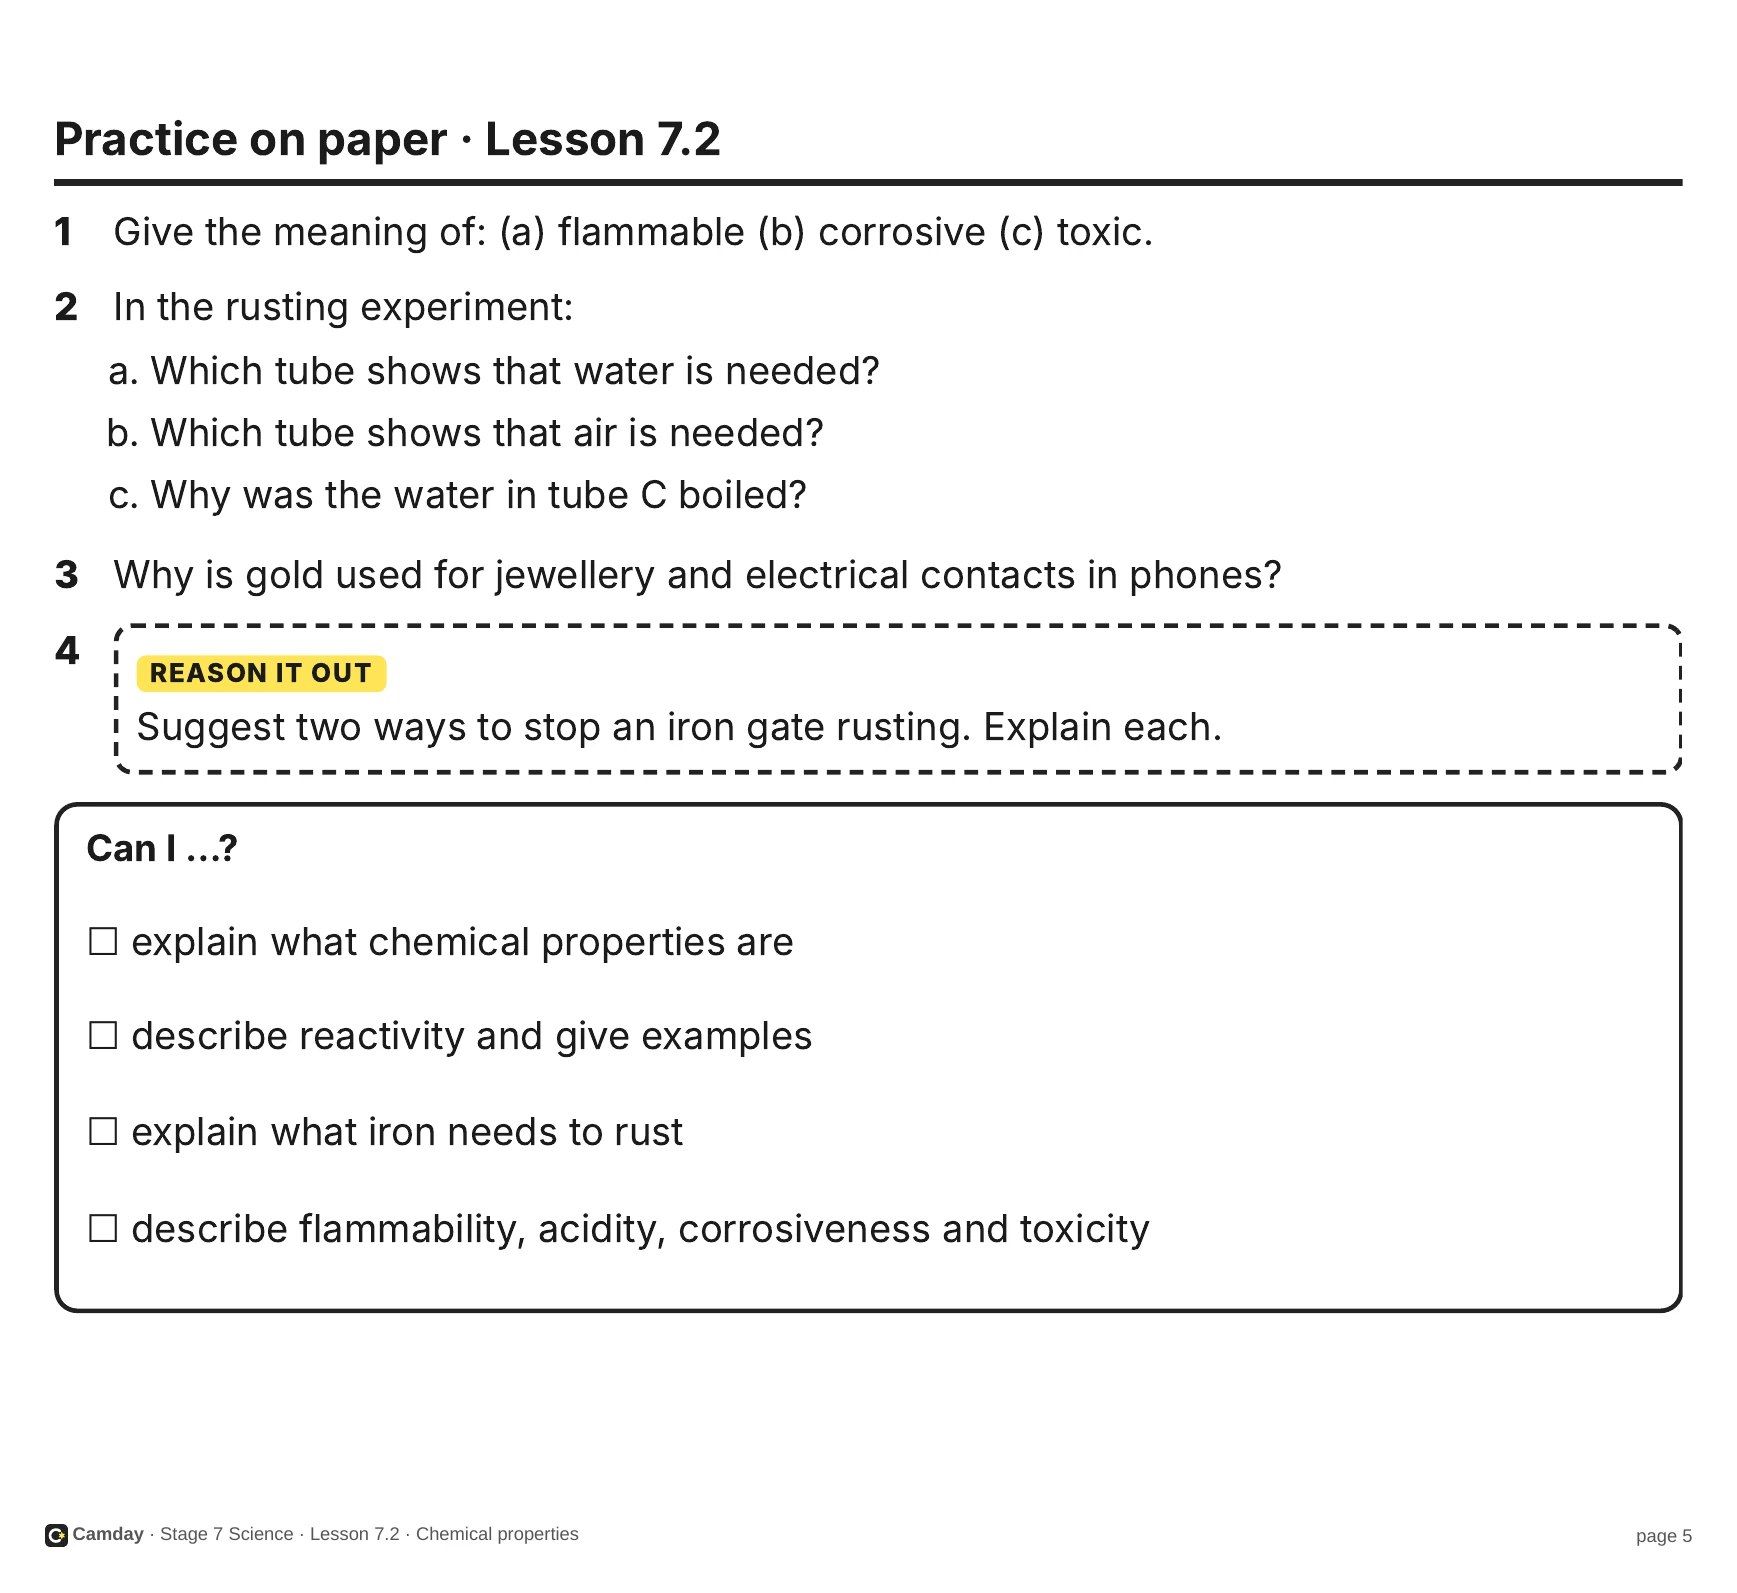 Practice on paper · Lesson 7.2
1 Give the meaning of: (a) flammable (b) corrosive (c) toxic.
2 In the rusting experiment:
a. Which tube shows that water is needed?
b. Which tube shows that air is needed?
c. Why was the water in tube C boiled?
3 Why is gold used for jewellery and electrical contacts in phones?
4
REASON IT OUT
Suggest two ways to stop an iron gate rusting. Explain each.
Can I …?
☐ explain what chemical properties are
☐ describe reactivity and give examples
☐ explain what iron needs to rust
☐ describe flammability, acidity, corrosiveness and toxicity
Camday · Stage 7 Science · Lesson 7.2 · Chemical properties
page 5